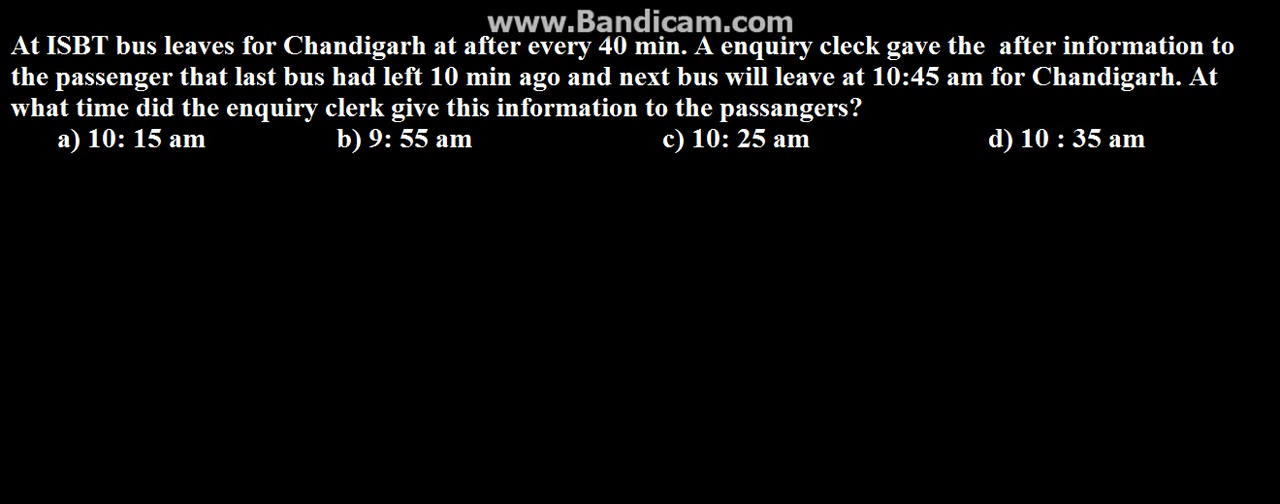 www.Bandicam.com
At ISBT bus leaves for Chandigarh at after every 40 min. A enquiry cleck gave the  after information to
the passenger that last bus had left 10 min ago and next bus will leave at 10:45 am for Chandigarh. At
what time did the enquiry clerk give this information to the passangers?
a) 10: 15 am b) 9: 55 am c) 10: 25 am d) 10 : 35 am